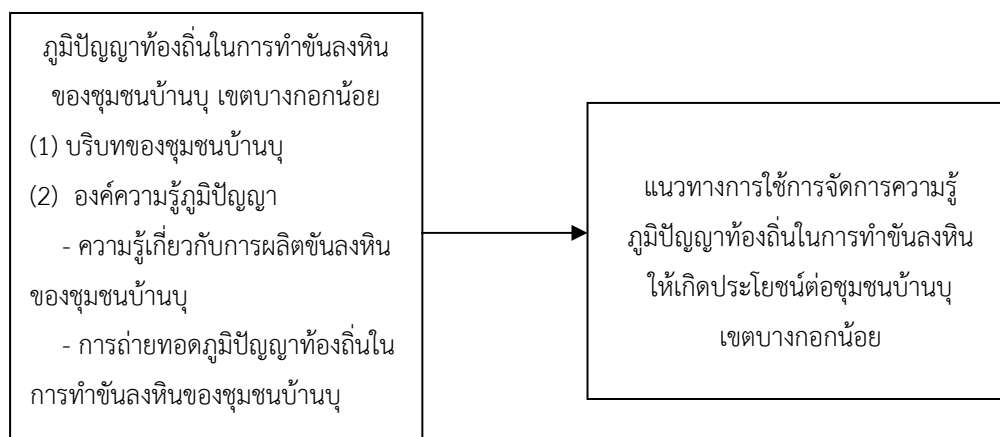 ภูมิปัญญาท้องถิ่นในการทำขันลงหิน
ของชุมชนบ้านบุ เขตบางกอกน้อย
(1) บริบทของชุมชนบ้านบุ
(2) องค์ความรู้ภูมิปัญญา
- ความรู้เกี่ยวกับการผลิตขันลงหิน
ของชุมชนบ้านบุ
- การถ่ายทอดภูมิปัญญาท้องถิ่นใน
การทำขันลงหินของชุมชนบ้านบุ
แนวทางการใช้การจัดการความรู้
ภูมิปัญญาท้องถิ่นในการทำขันลงหิน
ให้เกิดประโยชน์ต่อชุมชนบ้านบุ
เขตบางกอกน้อย